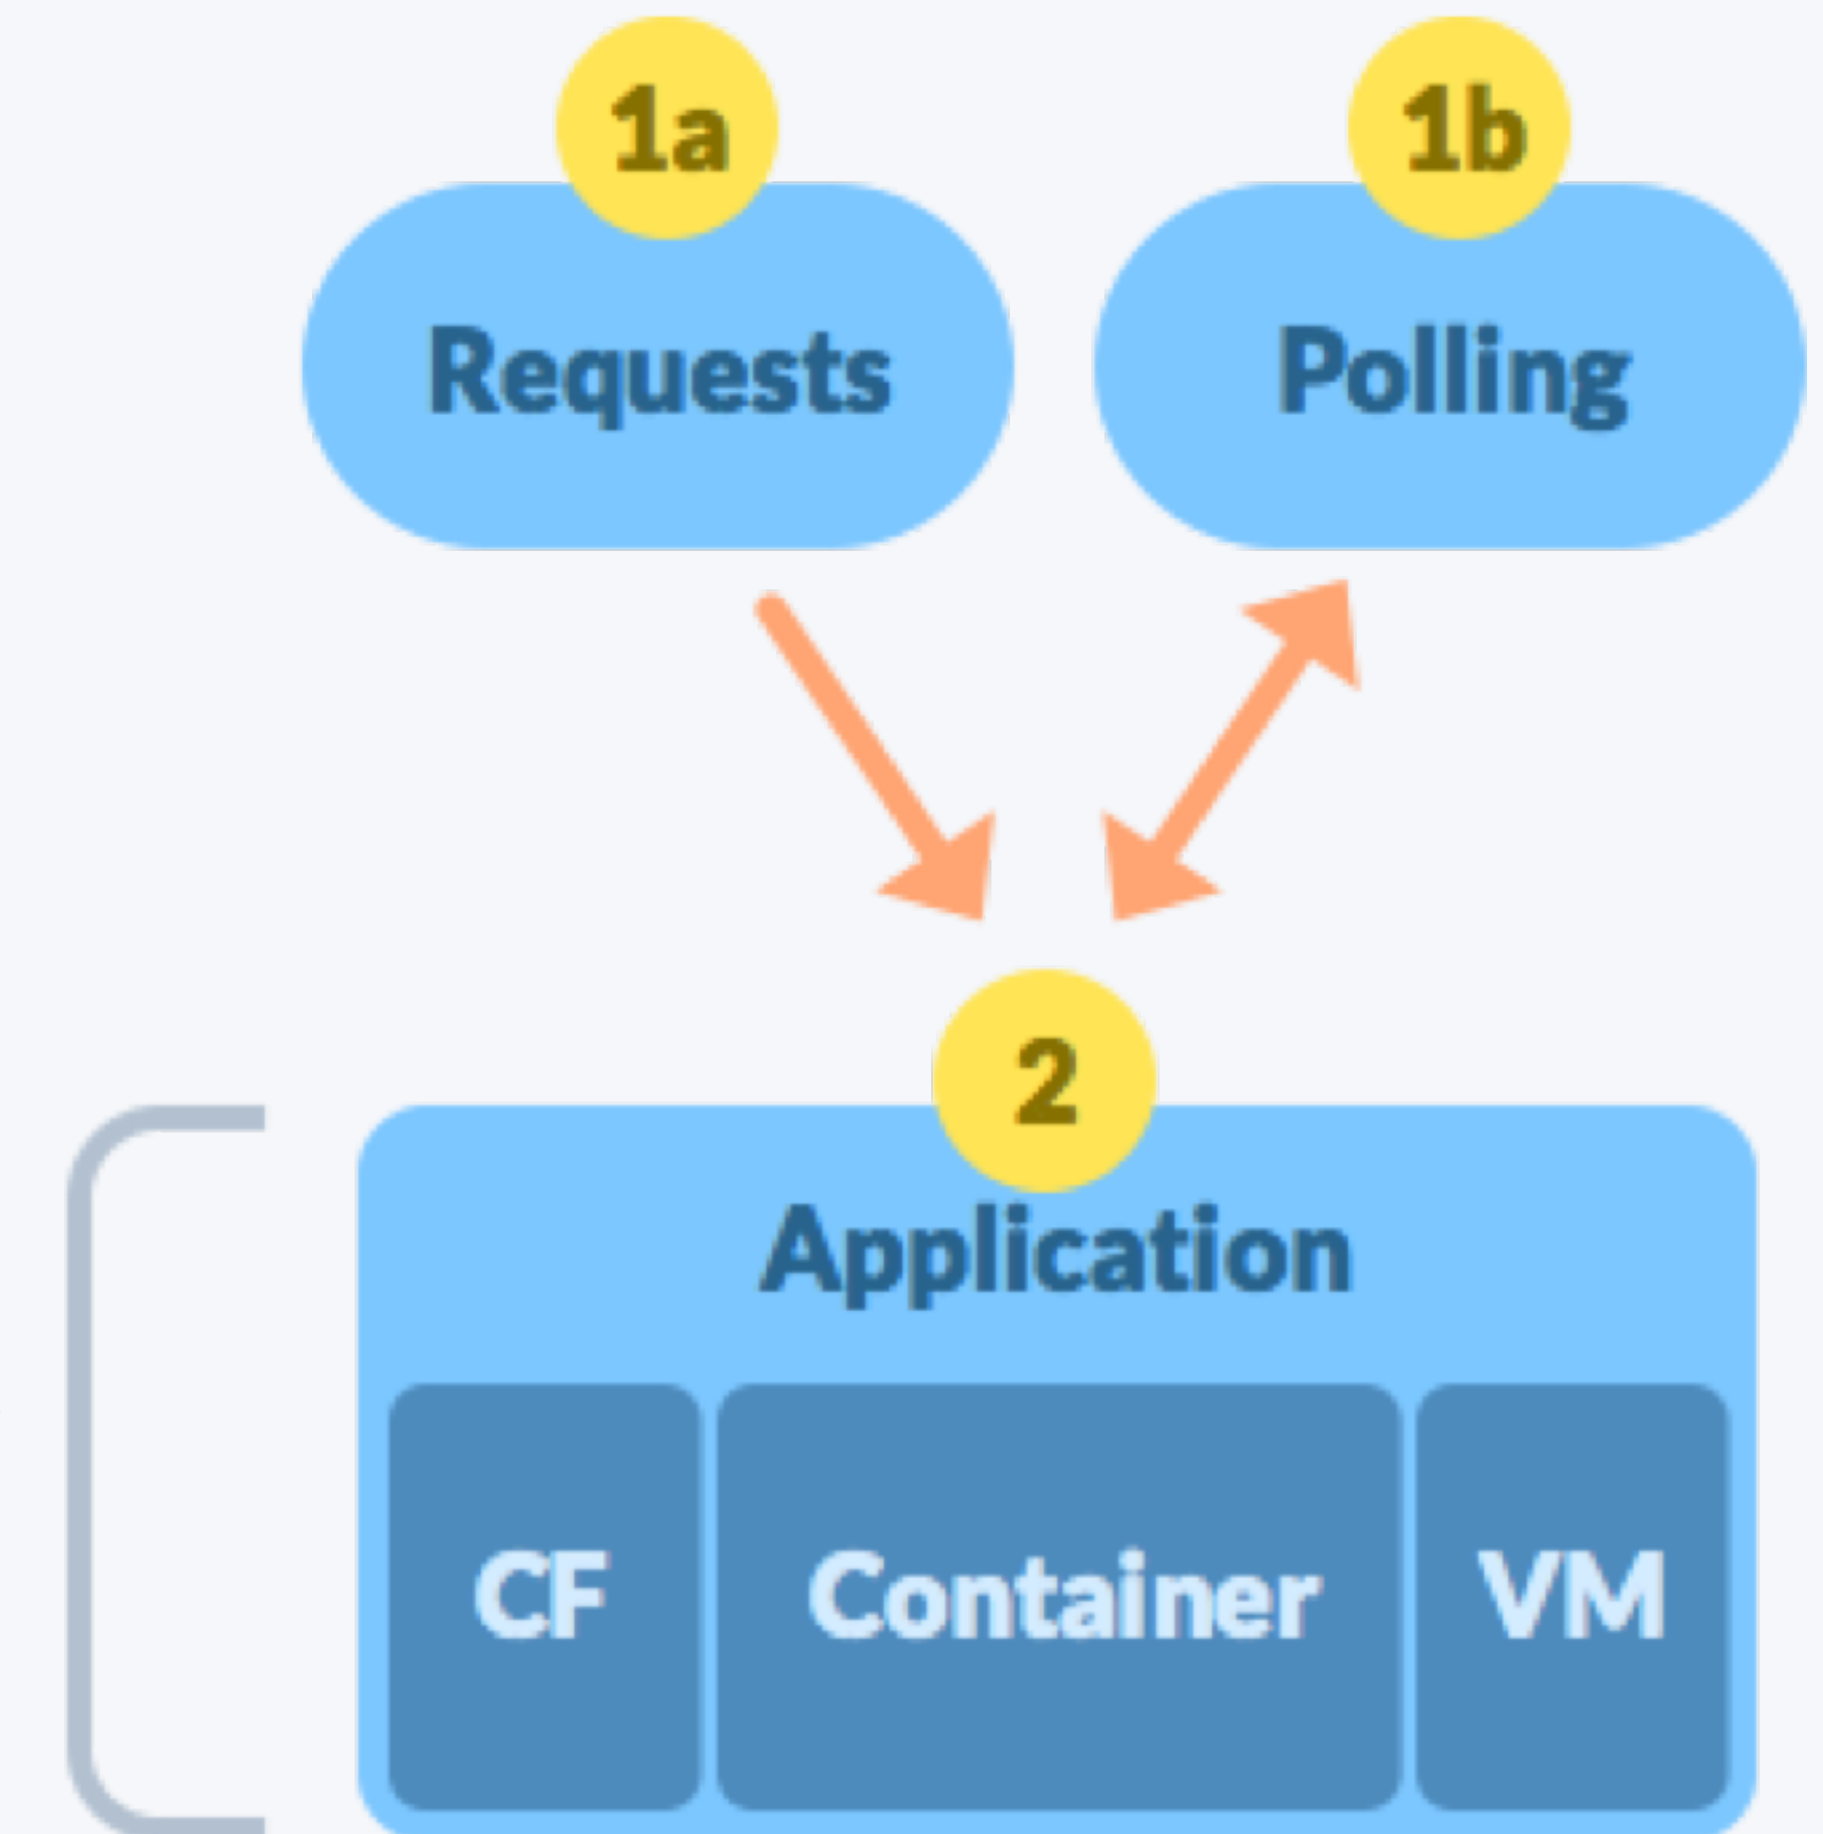 1a
1b
Requests
Polling
2
Application
CF
Container
VM